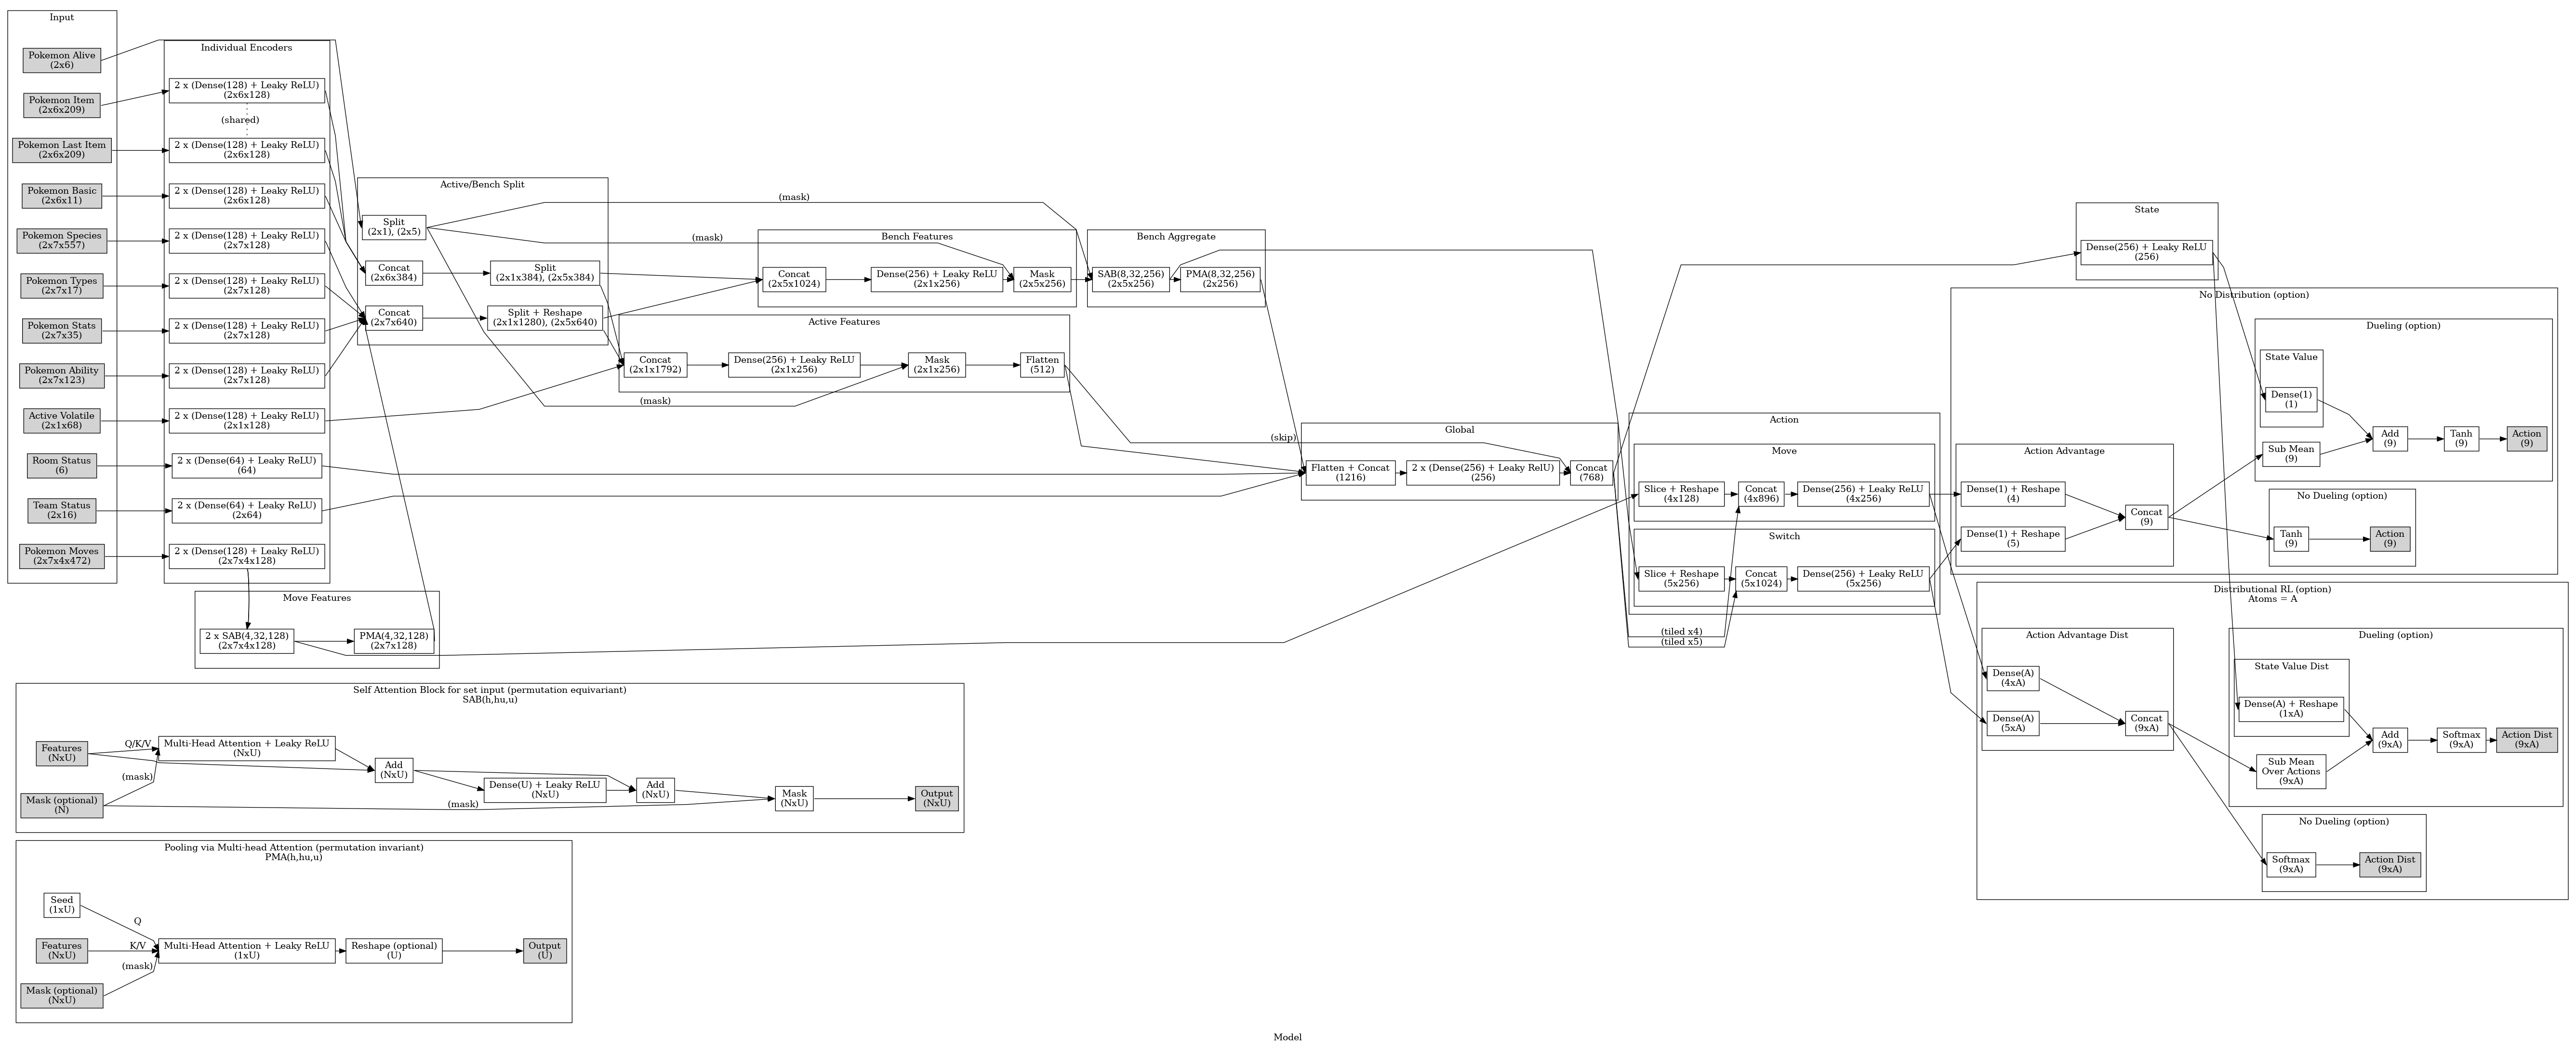 Input
Pokemon Alive
(2x6)
Pokemon Item
(2x6x209)
Pokemon Last Item
(2x6x209)
Pokemon Basic
(2x6x11)
Pokemon Species
(2x7x557)
Pokemon Types
(2x7x17)
Pokemon Stats
(2x7x35)
Pokemon Ability
(2x7x123)
Active Volatile
(2x1x68)
Room Status
(6)
Team Status
(2x16)
Pokemon Moves
(2x7x4x472)
Individual Encoders
2 x (Dense(128) + Leaky ReLU)
(2x6x128)
(shared)
2 x (Dense(128) + Leaky ReLU)
(2x6x128)
2 x (Dense(128) + Leaky ReLU)
(2x6x128)
2 x (Dense(128) + Leaky ReLU)
(2x7x128)
2 x (Dense(128) + Leaky ReLU)
(2x7x128)
2 x (Dense(128) + Leaky ReLU)
(2x7x128)
2 x (Dense(128) + Leaky ReLU)
(2x7x128)
2 x (Dense(128) + Leaky ReLU)
(2x1x128)
2 x (Dense(64) + Leaky ReLU)
(64)
2 x (Dense(64) + Leaky ReLU)
(2x64)
2 x (Dense(128) + Leaky ReLU)
(2x7x4x128)
Move Features
2 x SAB(4,32,128)
(2x7x4x128)
PMA(4,32,128)
(2x7x128)
Active/Bench Split
Split
(2x1), (2x5)
Concat
(2x6x384)
Split
(2x1x384), (2x5x384)
Concat
(2x7x640)
Split + Reshape
(2x1x1280), (2x5x640)
(mask)
(mask)
(mask)
Bench Features
Concat
(2x5x1024)
Dense(256) + Leaky ReLU
(2x1x256)
Mask
(2x5x256)
Active Features
Concat
(2x1x1792)
Dense(256) + Leaky ReLU
(2x1x256)
Mask
(2x1x256)
Flatten
(512)
Bench Aggregate
SAB(8,32,256)
(2x5x256)
PMA(8,32,256)
(2x256)
(skip)
Global
Flatten + Concat
(1216)
2 x (Dense(256) + Leaky RelU)
(256)
Concat
(768)
(tiled x4)
(tiled x5)
Action
Move
Slice + Reshape
(4x128)
Concat
(4x896)
Dense(256) + Leaky ReLU
(4x256)
Switch
Slice + Reshape
(5x256)
Concat
(5x1024)
Dense(256) + Leaky ReLU
(5x256)
State
Dense(256) + Leaky ReLU
(256)
No Distribution (option)
Action Advantage
Dense(1) + Reshape
(4)
Dense(1) + Reshape
(5)
Concat
(9)
Dueling (option)
State Value
Dense(1)
(1)
Sub Mean
(9)
Add
(9)
Tanh
(9)
Action
(9)
No Dueling (option)
Tanh
(9)
Action
(9)
Distributional RL (option)
Atoms = A
Action Advantage Dist
Dense(A)
(4xA)
Dense(A)
(5xA)
Concat
(9xA)
Dueling (option)
State Value Dist
Dense(A) + Reshape
(1xA)
Sub Mean
Over Actions
(9xA)
Add
(9xA)
Softmax
(9xA)
Action Dist
(9xA)
No Dueling (option)
Softmax
(9xA)
Action Dist
(9xA)
Self Attention Block for set input (permutation equivariant)
SAB(h,hu,u)
Features
(NxU)
Mask (optional)
(N)
Q/K/V
(mask)
Multi-Head Attention + Leaky ReLU
(NxU)
Add
(NxU)
Dense(U) + Leaky ReLU
(NxU)
(mask)
Add
(NxU)
Mask
(NxU)
Output
(NxU)
Pooling via Multi-head Attention (permutation invariant)
PMA(h,hu,u)
Seed
(1xU)
Features
(NxU)
Mask (optional)
(NxU)
Q
K/V
(mask)
Multi-Head Attention + Leaky ReLU
(1xU)
Reshape (optional)
(U)
Output
(U)
Model